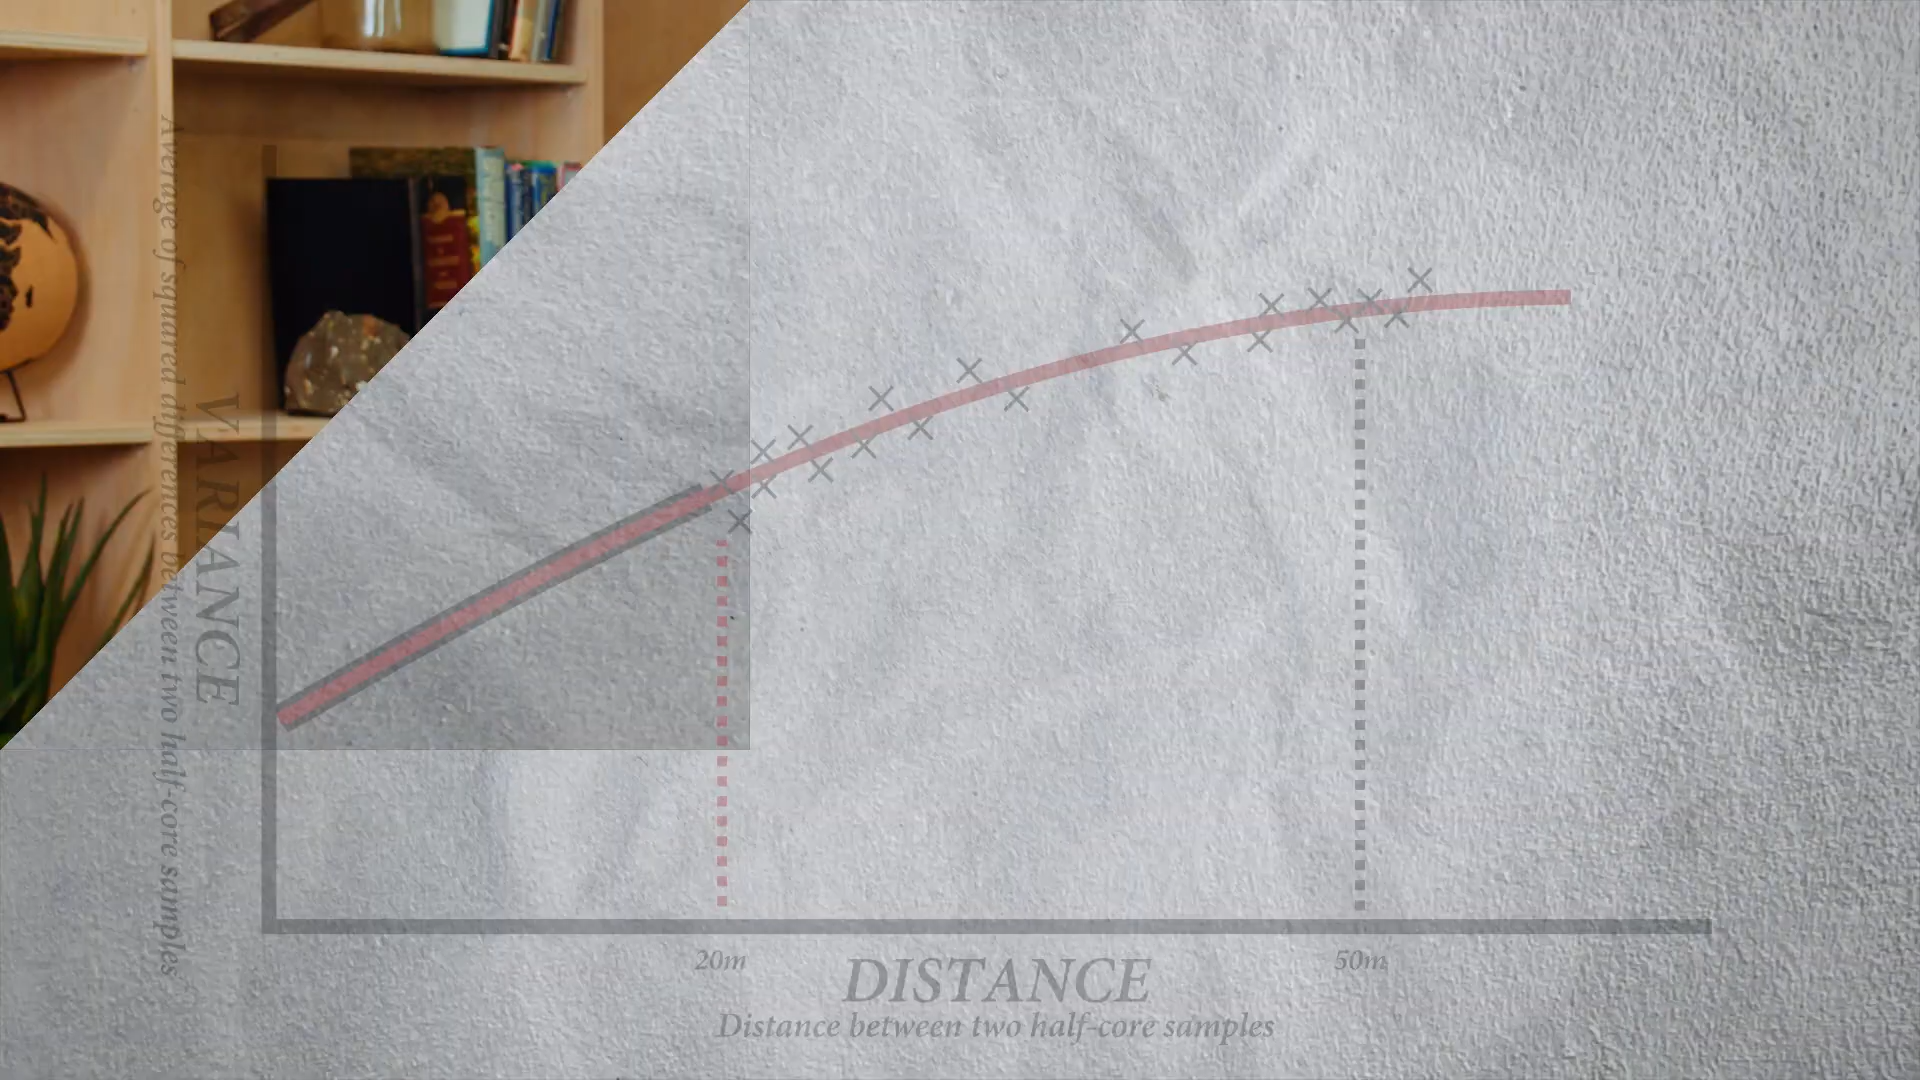 Average of squared differences between two half-core samples
VARIANCE
20m
50m
DISTANCE
Distance between two half-core samples